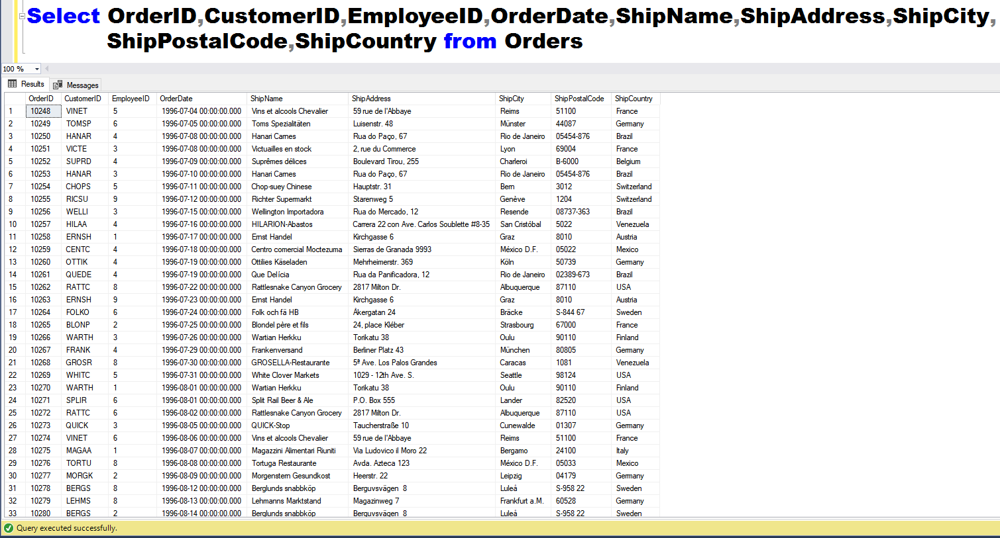 Select OrderID,CustomerID,EmployeeID,OrderDate,ShipName,ShipAddress,ShipCity,
ShipPostalCode,ShipCountry from Orders
100 %
Results Messages
OrderID CustomerID EmployeeID OrderDate ShipName ShipAddress ShipCity ShipPostalCode ShipCountry
1 10248 VINET 5 1996-07-04 00:00:00.000 Vins et alcools Chevalier 59 rue de l'Abbaye Reims 51100 France
2 10249 TOMSP 6 1996-07-05 00:00:00.000 Toms Spezialitäten Luisenstr. 48 Münster 44087 Germany
3 10250 HANAR 4 1996-07-08 00:00:00.000 Hanari Carnes Rua do Paço, 67 Rio de Janeiro 05454-876 Brazil
4 10251 VICTE 3 1996-07-08 00:00:00.000 Victuailles en stock 2, rue du Commerce Lyon 69004 France
5 10252 SUPRD 4 1996-07-09 00:00:00.000 Suprêmes délices Boulevard Tirou, 255 Charleroi B-6000 Belgium
6 10253 HANAR 3 1996-07-10 00:00:00.000 Hanari Carnes Rua do Paço, 67 Rio de Janeiro 05454-876 Brazil
7 10254 CHOPS 5 1996-07-11 00:00:00.000 Chop-suey Chinese Hauptstr. 31 Bern 3012 Switzerland
8 10255 RICSU 9 1996-07-12 00:00:00.000 Richter Supermarkt Starenweg 5 Genève 1204 Switzerland
9 10256 WELLI 3 1996-07-15 00:00:00.000 Wellington Importadora Rua do Mercado, 12 Resende 08737-363 Brazil
10 10257 HILAA 4 1996-07-16 00:00:00.000 HILARION-Abastos Carrera 22 con Ave. Carlos Soublette #8-35 San Cristóbal 5022 Venezuela
11 10258 ERNSH 1 1996-07-17 00:00:00.000 Ernst Handel Kirchgasse 6 Graz 8010 Austria
12 10259 CENTC 4 1996-07-18 00:00:00.000 Centro comercial Moctezuma Sierras de Granada 9993 México D.F. 05022 Mexico
13 10260 OTTIK 4 1996-07-19 00:00:00.000 Ottilies Käseladen Mehrheimerstr. 369 Köln 50739 Germany
14 10261 QUEDE 4 1996-07-19 00:00:00.000 Que Delícia Rua da Panificadora, 12 Rio de Janeiro 02389-673 Brazil
15 10262 RATTC 8 1996-07-22 00:00:00.000 Rattlesnake Canyon Grocery 2817 Milton Dr. Albuquerque 87110 USA
16 10263 ERNSH 9 1996-07-23 00:00:00.000 Ernst Handel Kirchgasse 6 Graz 8010 Austria
17 10264 FOLKO 6 1996-07-24 00:00:00.000 Folk och fä HB Åkergatan 24 Bräcke S-844 67 Sweden
18 10265 BLONP 2 1996-07-25 00:00:00.000 Blondel père et fils 24, place Kléber Strasbourg 67000 France
19 10266 WARTH 3 1996-07-26 00:00:00.000 Wartian Herkku Torikatu 38 Oulu 90110 Finland
20 10267 FRANK 4 1996-07-29 00:00:00.000 Frankenversand Berliner Platz 43 München 80805 Germany
21 10268 GROSR 8 1996-07-30 00:00:00.000 GROSELLA-Restaurante 5ª Ave. Los Palos Grandes Caracas 1081 Venezuela
22 10269 WHITC 5 1996-07-31 00:00:00.000 White Clover Markets 1029 - 12th Ave. S. Seattle 98124 USA
23 10270 WARTH 1 1996-08-01 00:00:00.000 Wartian Herkku Torikatu 38 Oulu 90110 Finland
24 10271 SPLIR 6 1996-08-01 00:00:00.000 Split Rail Beer & Ale P.O. Box 555 Lander 82520 USA
25 10272 RATTC 6 1996-08-02 00:00:00.000 Rattlesnake Canyon Grocery 2817 Milton Dr. Albuquerque 87110 USA
26 10273 QUICK 3 1996-08-05 00:00:00.000 QUICK-Stop Taucherstraße 10 Cunewalde 01307 Germany
27 10274 VINET 6 1996-08-06 00:00:00.000 Vins et alcools Chevalier 59 rue de l'Abbaye Reims 51100 France
28 10275 MAGAA 1 1996-08-07 00:00:00.000 Magazzini Alimentari Riuniti Via Ludovico il Moro 22 Bergamo 24100 Italy
29 10276 TORTU 8 1996-08-08 00:00:00.000 Tortuga Restaurante Avda. Azteca 123 México D.F. 05033 Mexico
30 10277 MORGK 2 1996-08-09 00:00:00.000 Morgenstern Gesundkost Heerstr. 22 Leipzig 04179 Germany
31 10278 BERGS 8 1996-08-12 00:00:00.000 Berglunds snabbköp Berguvsvägen 8 Luleå S-958 22 Sweden
32 10279 LEHMS 8 1996-08-13 00:00:00.000 Lehmanns Marktstand Magazinweg 7 Frankfurt a.M. 60528 Germany
33 10280 BERGS 2 1996-08-14 00:00:00.000 Berglunds snabbköp Berguvsvägen 8 Luleå S-958 22 Sweden
Query executed successfully.